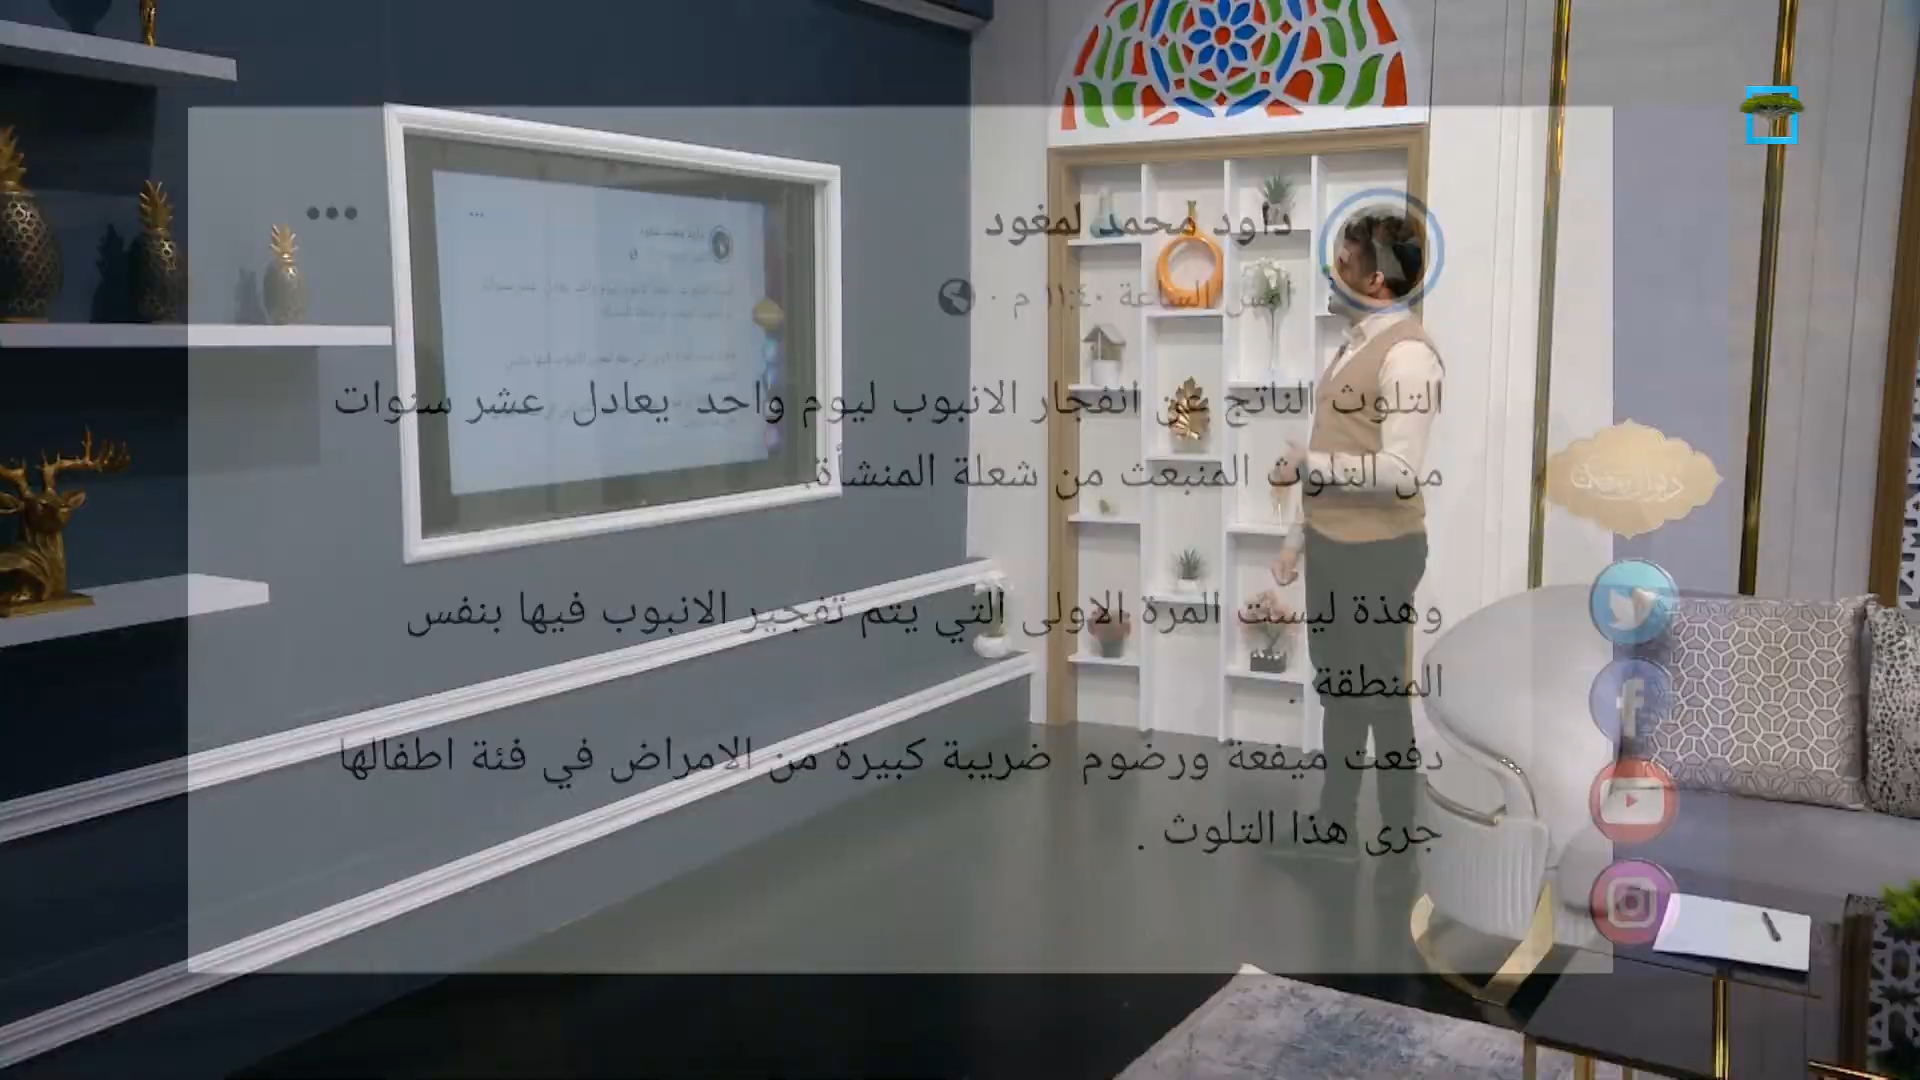 داود محمد لمغود
أمس الساعة ١١:٤٠ م
التلوث الناتج عن انفجار الانبوب ليوم واحد يعادل عشر سنوات
من التلوث المنبعث من شعلة المنشأة.
وهذة ليست المرة الاولى التي يتم تفجير الانبوب فيها بنفس
المنطقة .
دفعت ميفعة ورضوم ضريبة كبيرة من الامراض في فئة اطفالها
جرى هذا التلوث .